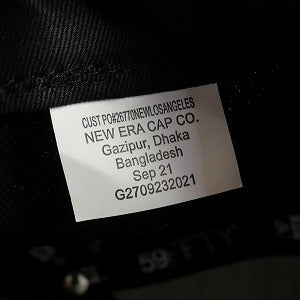 CUST PO#26770NEWLOSANGELES
NEW ERA CAP CO.
Gazipur, Dhaka
Bangladesh
Sep 21
G2709232021
59FIFTY